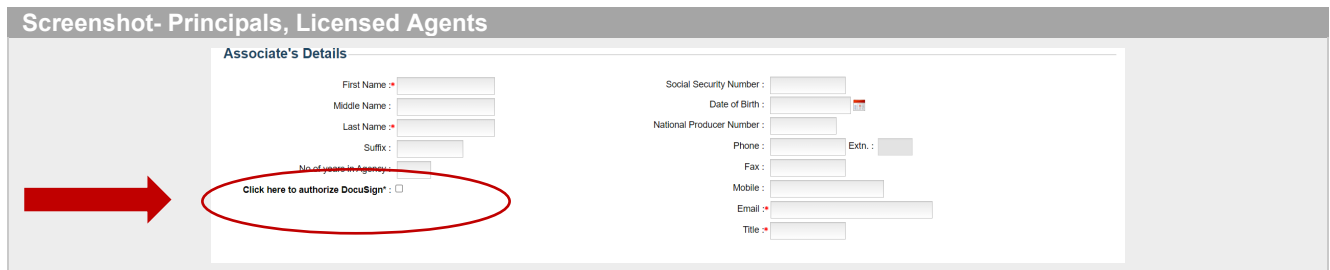 Screenshot- Principals, Licensed Agents
Associate's Details
First Name :*
Middle Name :
Last Name :*
Suffix :
No of years in Agency :
Click here to authorize DocuSign* :
Social Security Number :
Date of Birth :
National Producer Number :
Phone : Extn. :
Fax :
Mobile :
Email :*
Title :*